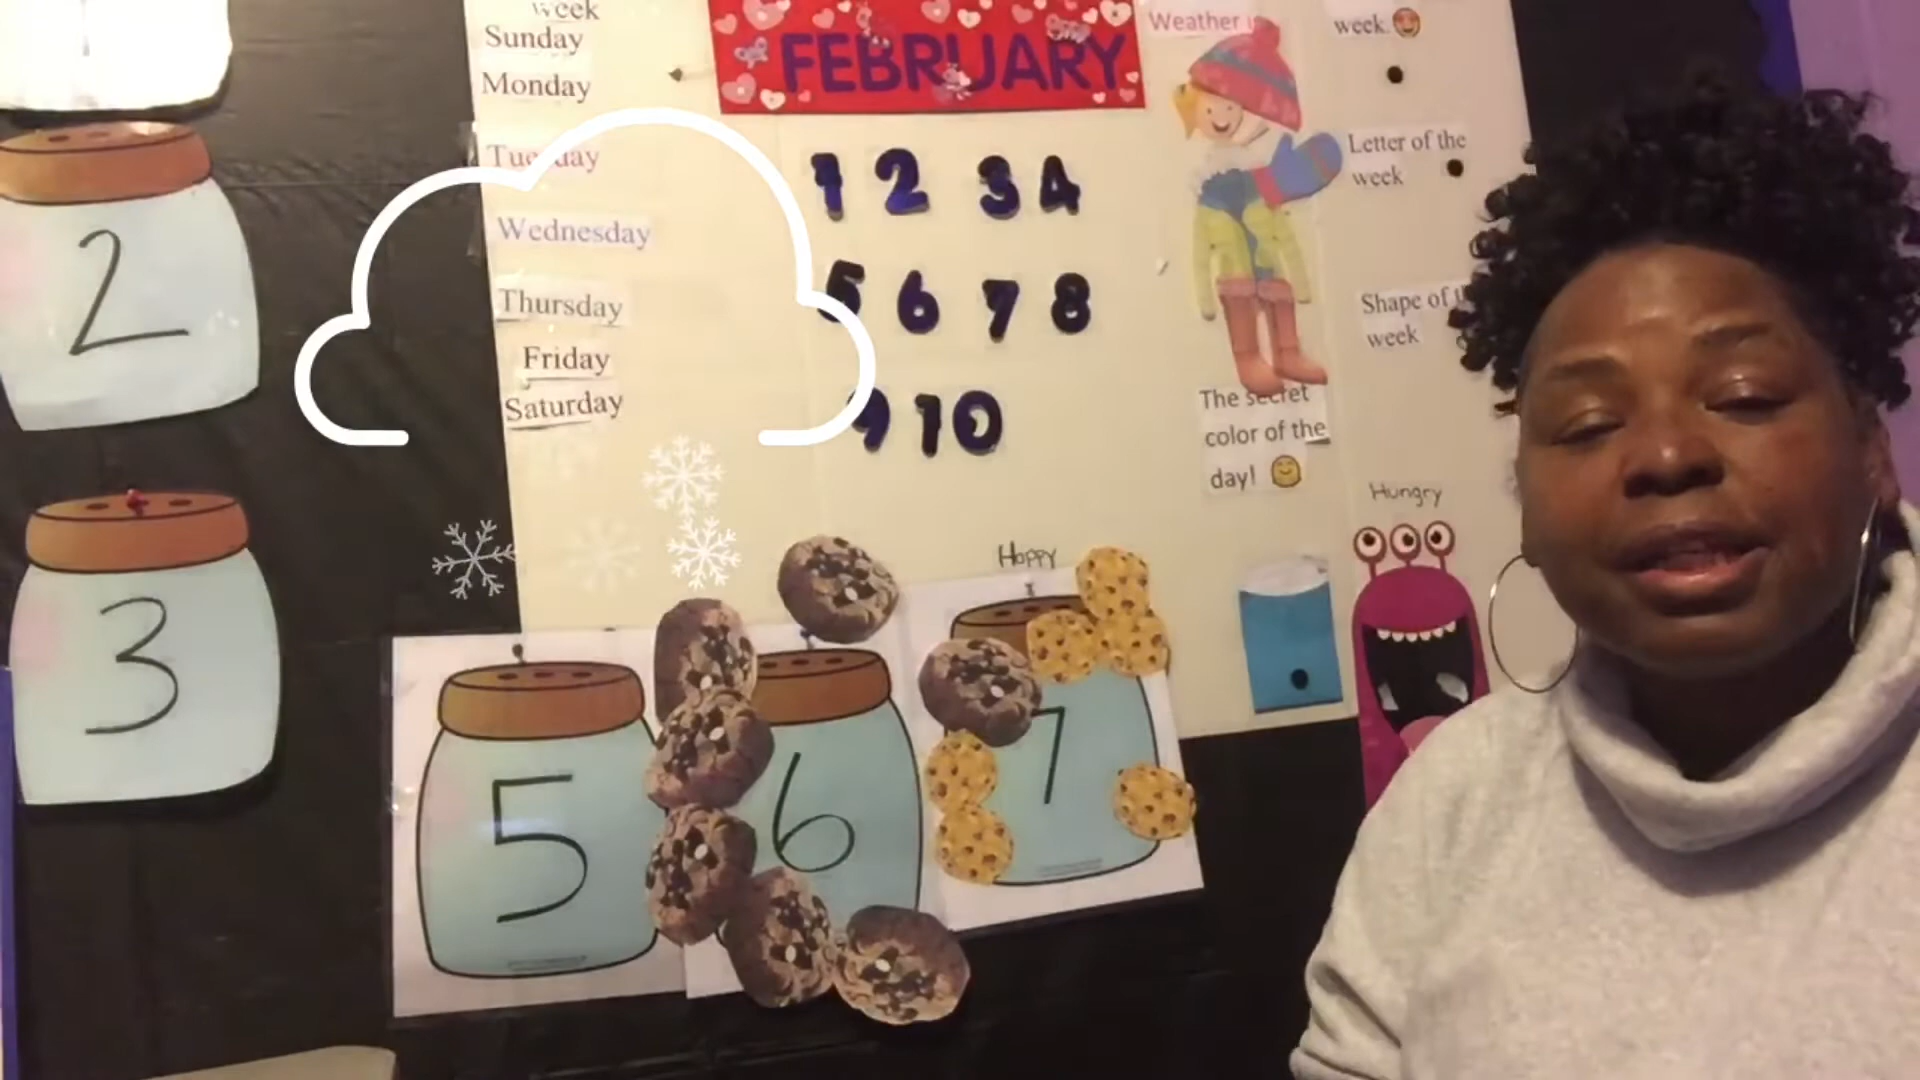 week
Sunday
Monday
Tuesday
Wednesday
Thursday
Friday
Saturday
FEBRUARY
1 2 3 4
5 6 7 8
9 10
Weather
The secret
color of the
day!
week.
Letter of the
week
Shape of
week
Hungry
Happy
2
3
5
6
7